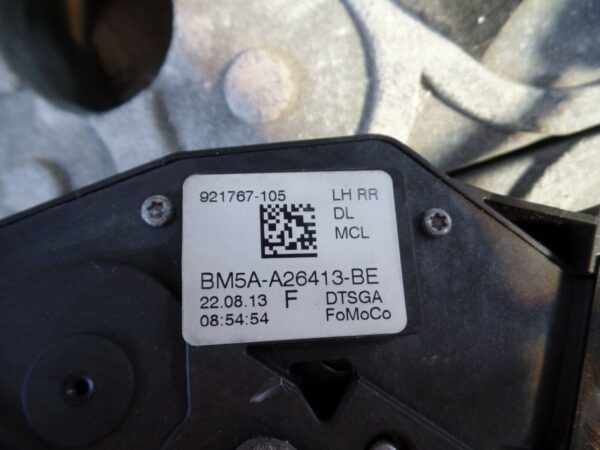 921767-105 LH RR
DL
MCL
BM5A-A26413-BE
22.08.13 F DTSGA
08:54:54 FoMoCo